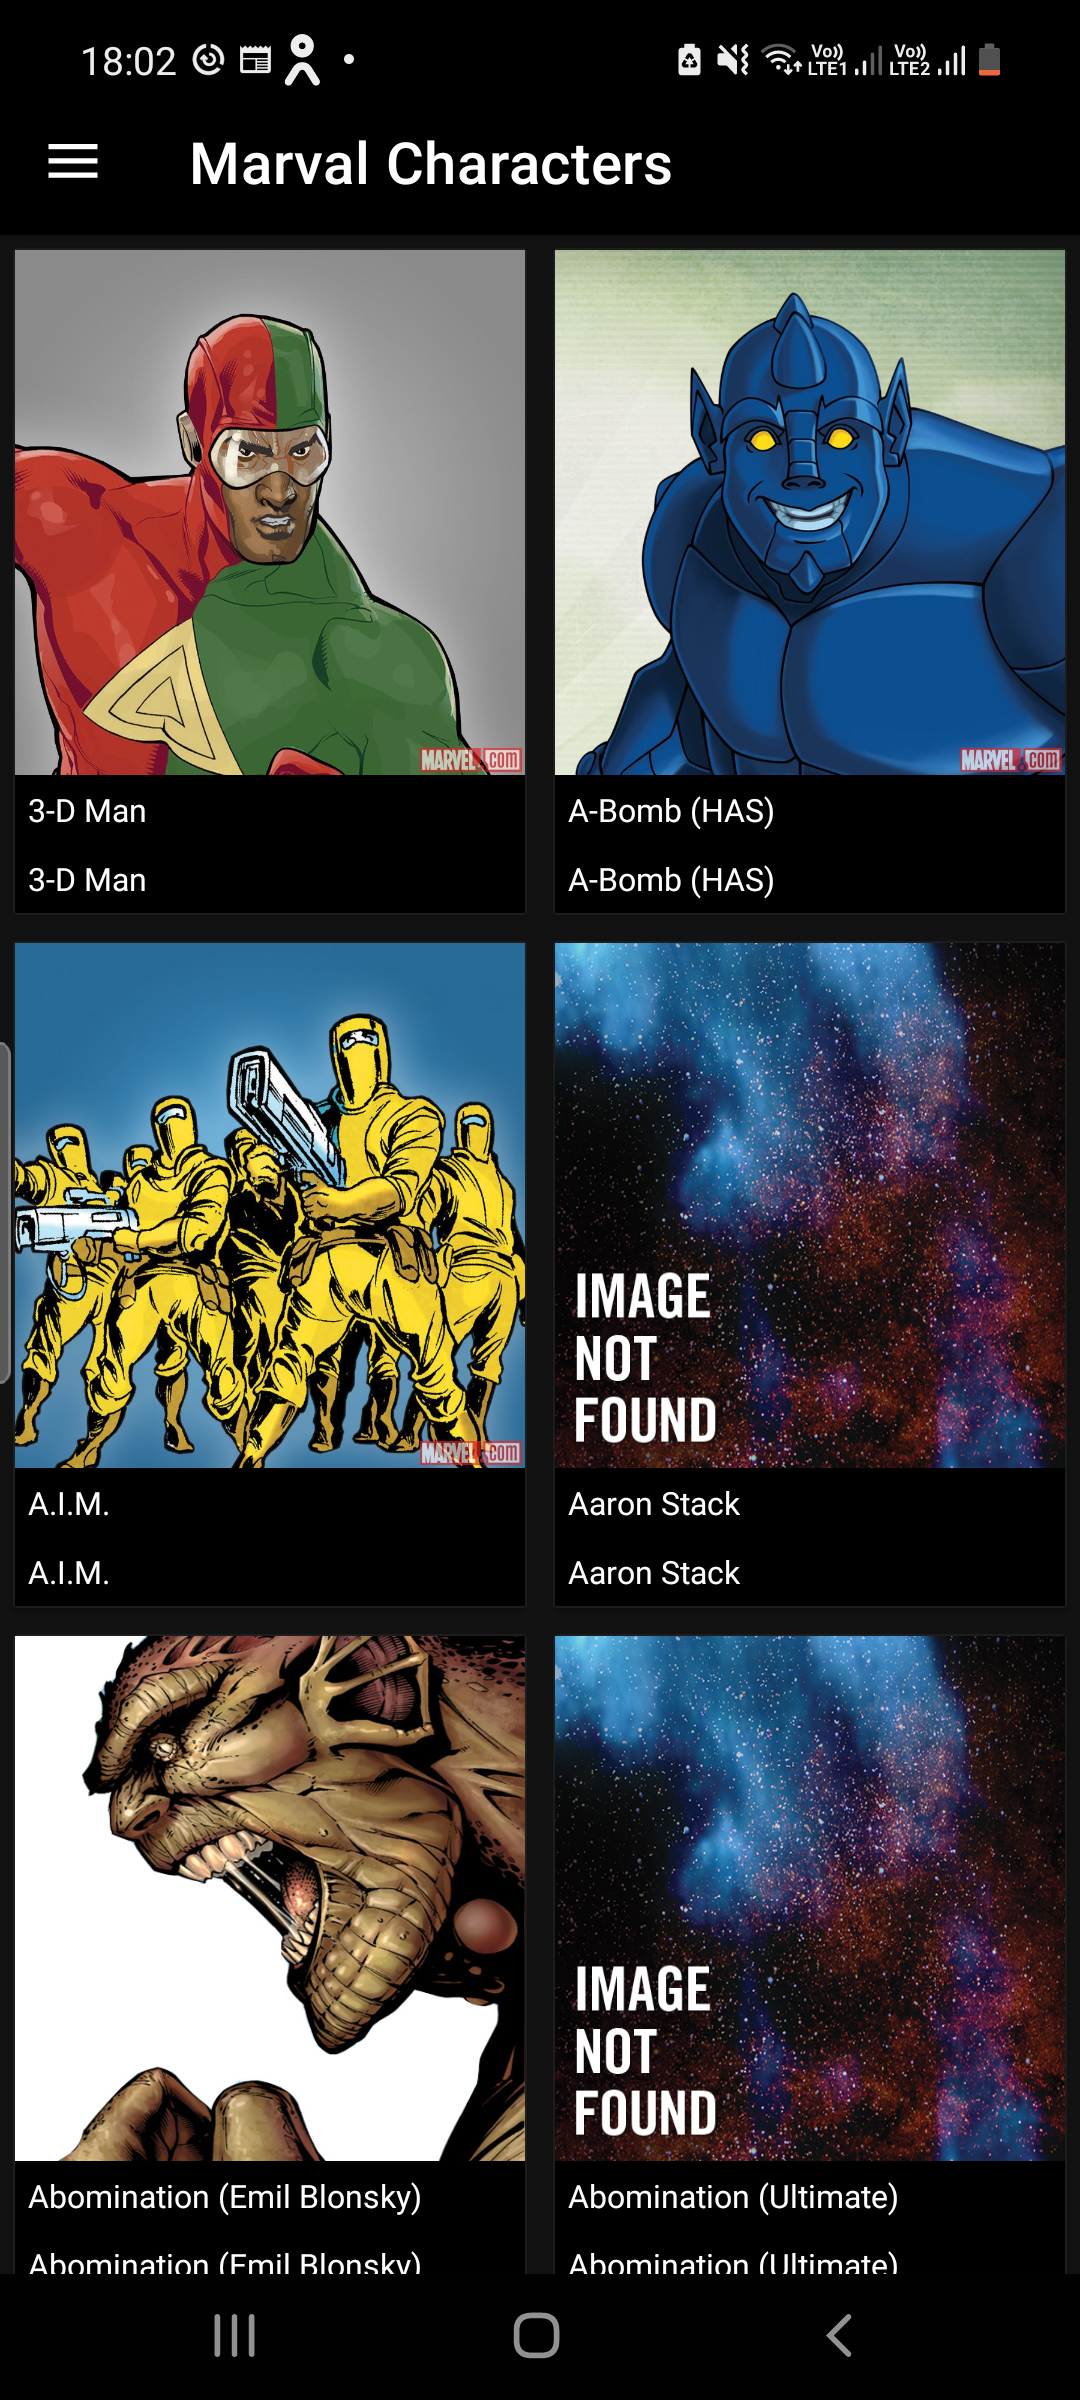 18:02
Vo)) LTE1 Vo)) LTE2
Marval Characters
MARVEL.com
MARVEL.com
3-D Man
A-Bomb (HAS)
3-D Man
A-Bomb (HAS)
IMAGE
NOT
FOUND
MARVEL.com
A.I.M.
Aaron Stack
A.I.M.
Aaron Stack
IMAGE
NOT
FOUND
Abomination (Emil Blonsky)
Abomination (Ultimate)
Abomination (Emil Blonsky)
Abomination (Ultimate)